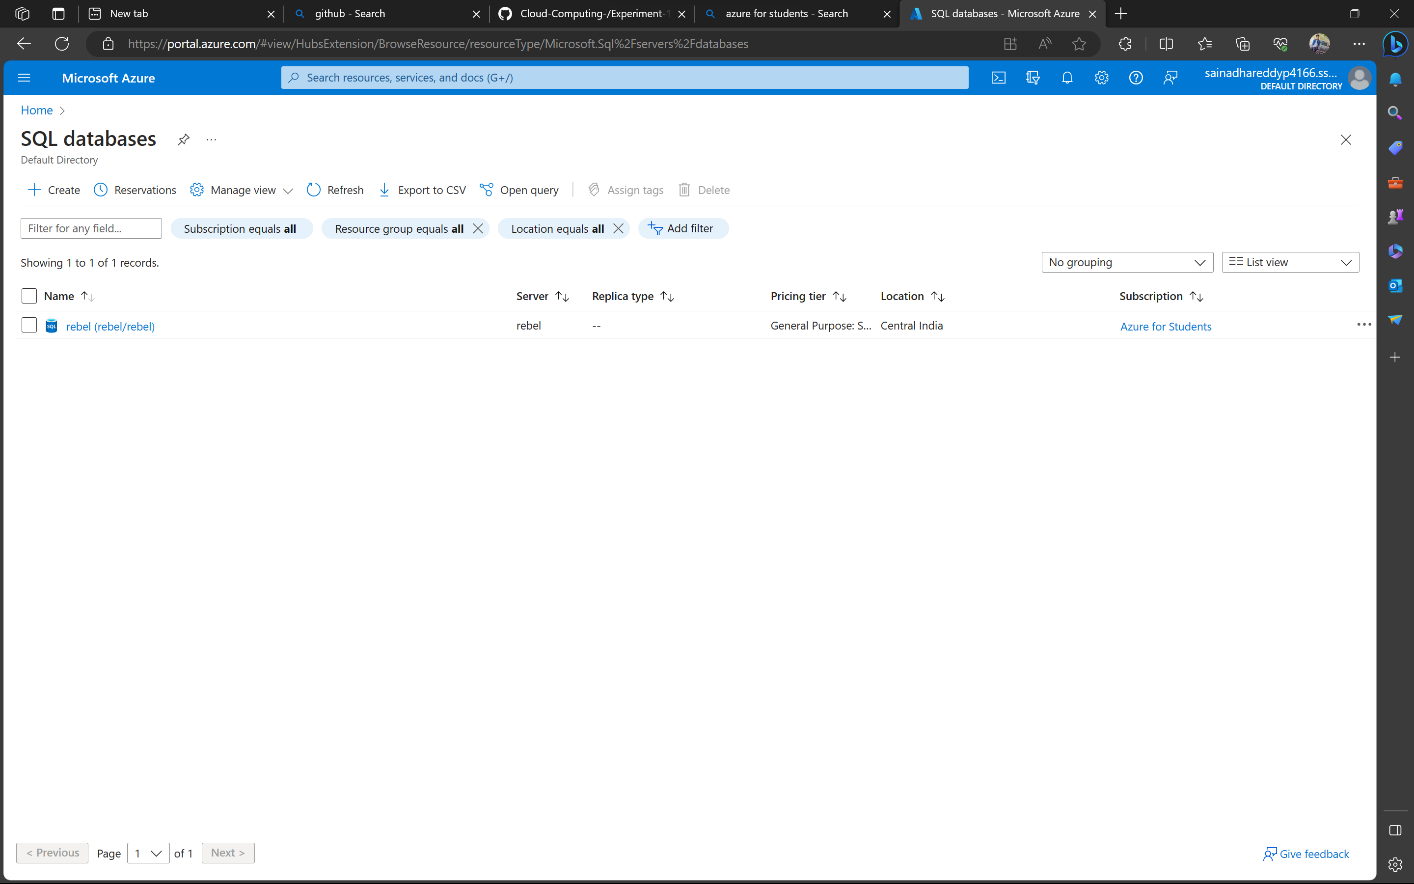 New tab
github - Search
Cloud-Computing-/Experiment-
azure for students - Search
SQL databases - Microsoft Azure
https://portal.azure.com/#view/HubsExtension/BrowseResource/resourceType/Microsoft.Sql%2Fservers%2Fdatabases
Microsoft Azure
Search resources, services, and docs (G+/)
sainadhareddyp4166.ss...
DEFAULT DIRECTORY
Home
SQL databases
Default Directory
Create Reservations Manage view Refresh Export to CSV Open query Assign tags Delete
Filter for any field... Subscription equals all Resource group equals all Location equals all Add filter
Showing 1 to 1 of 1 records. No grouping List view
Name Server Replica type Pricing tier Location Subscription
SQL rebel (rebel/rebel) rebel -- General Purpose: S... Central India Azure for Students
< Previous Page 1 of 1 Next > Give feedback